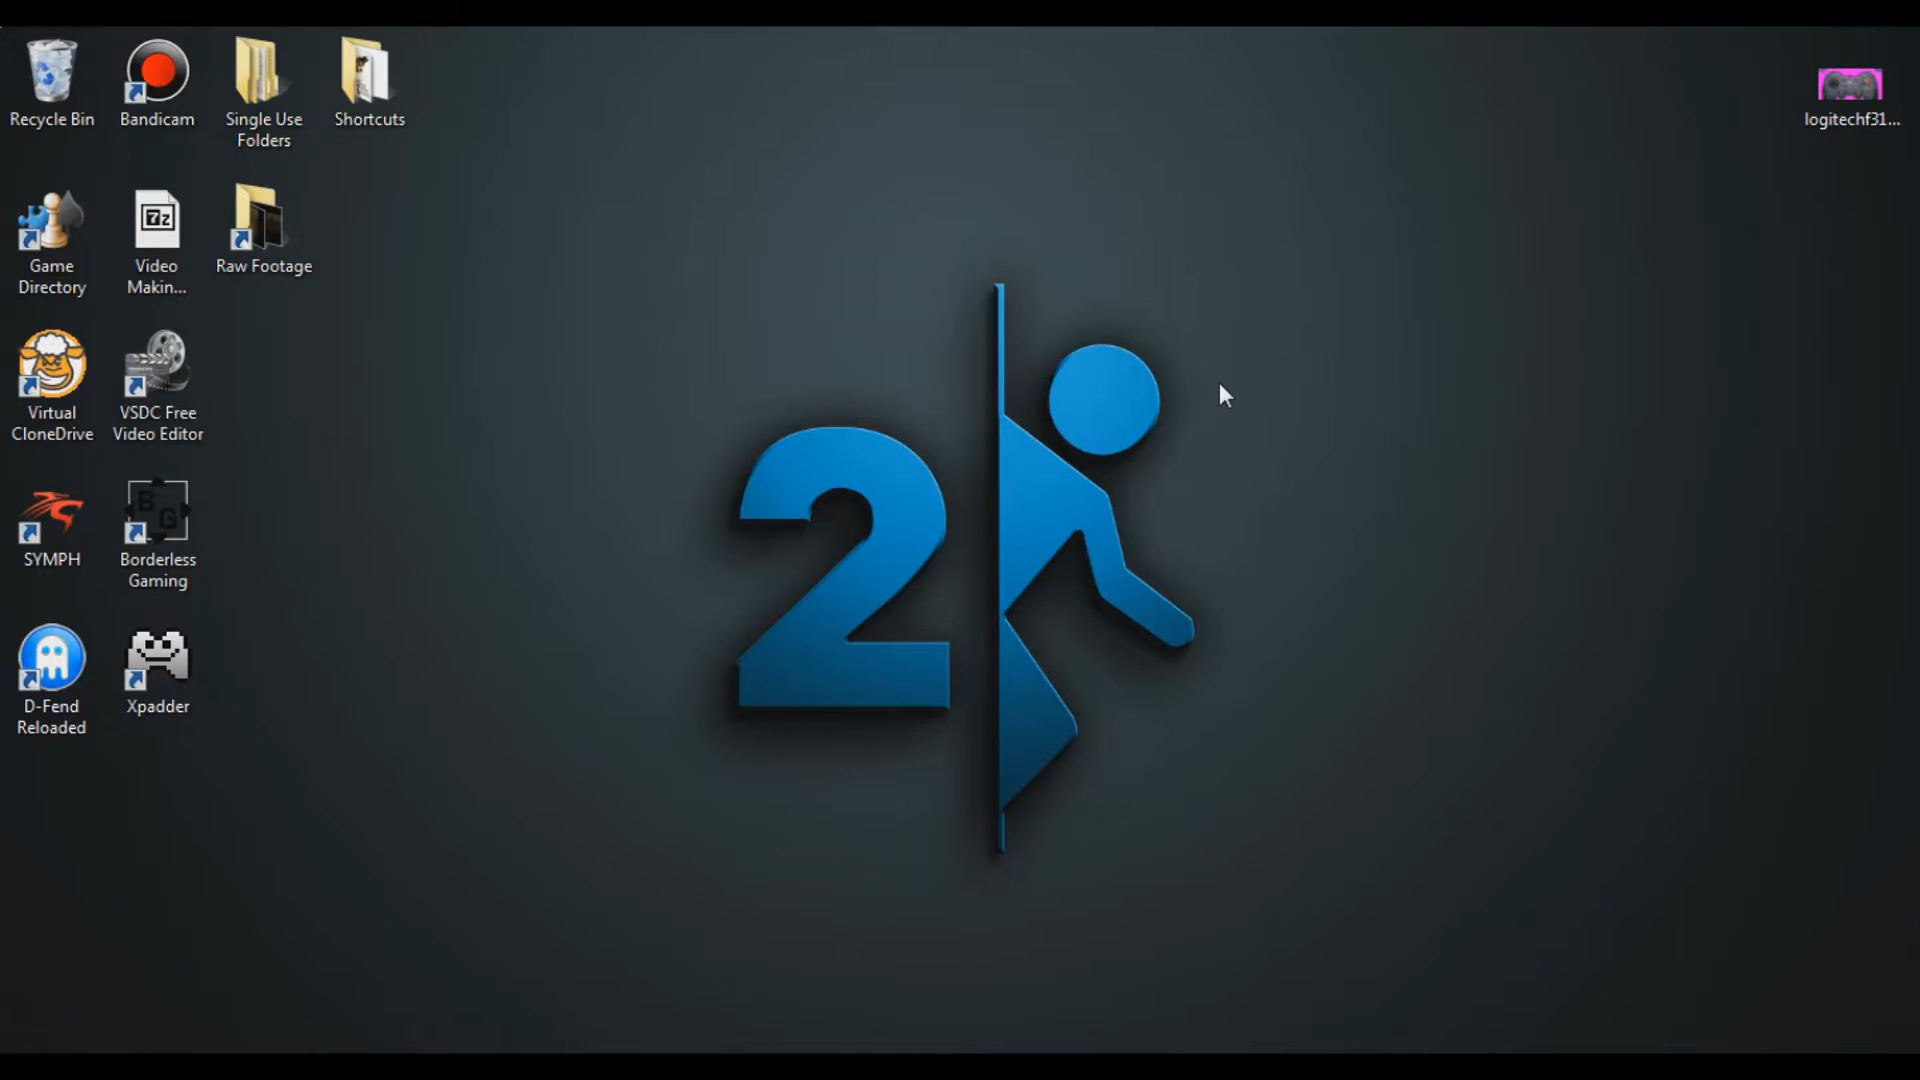 Recycle Bin
Bandicam
Single Use
Folders
Shortcuts
logitechf31...
Game
Directory
7z
Video
Makin...
Raw Footage
Virtual
CloneDrive
VSDC Free
Video Editor
SYMPH
B
G
Borderless
Gaming
D-Fend
Reloaded
Xpadder
2